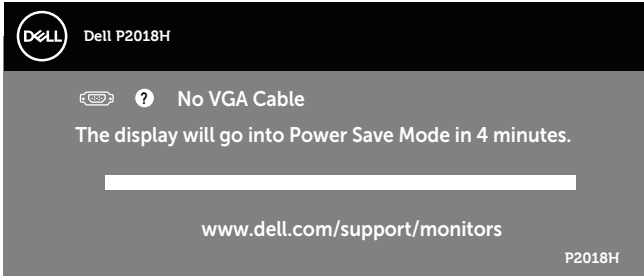 DELL Dell P2018H
? No VGA Cable
The display will go into Power Save Mode in 4 minutes.
www.dell.com/support/monitors
P2018H